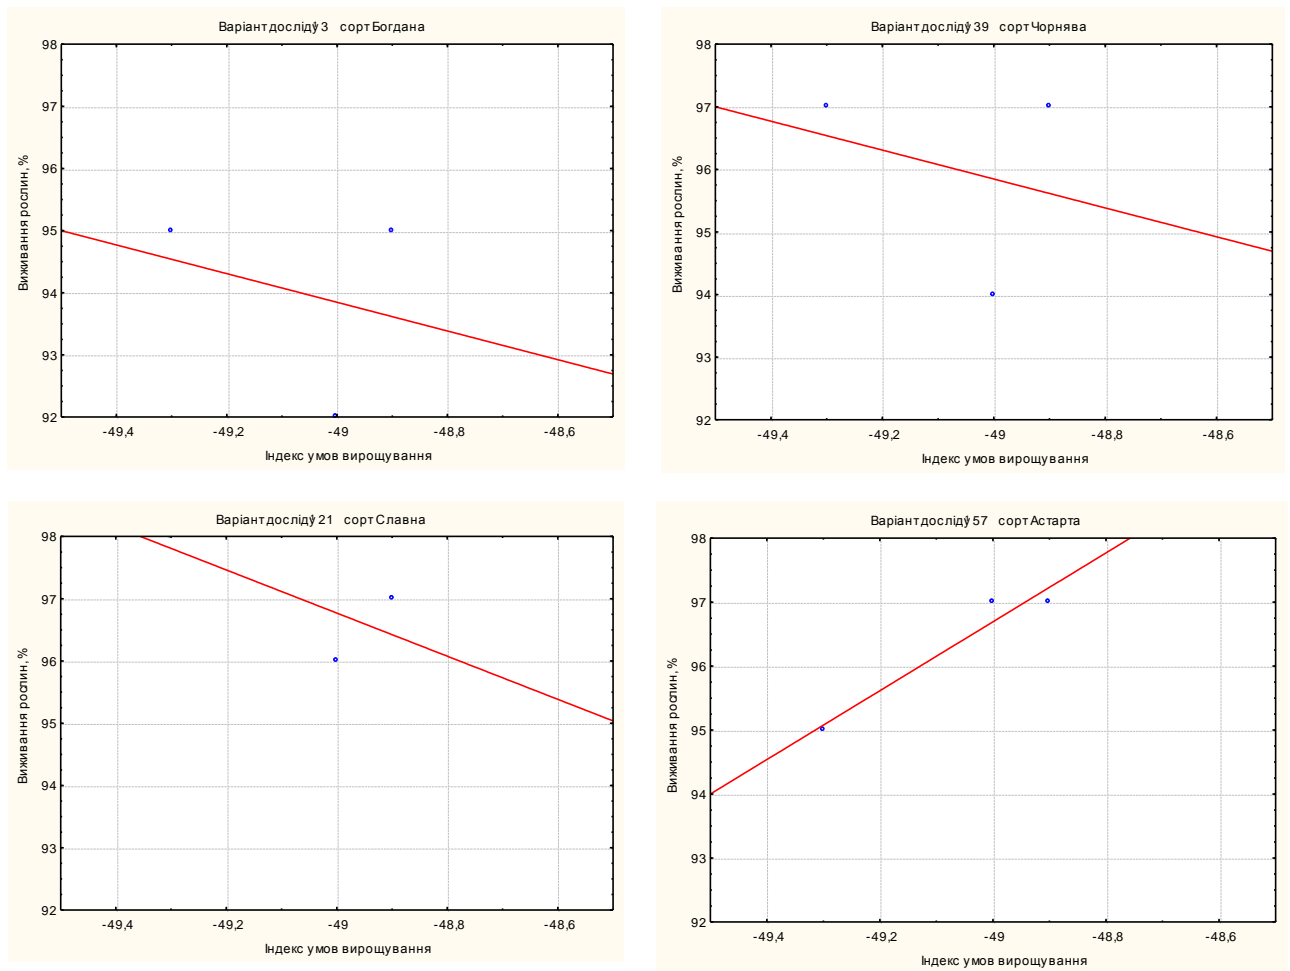 Варіант досліду 3 сорт Богдана
98
97
96
95
94
93
92
Виживання рослин, %
-49,4 -49,2 -49 -48,8 -48,6
Індекс умов вирощування
Варіант досліду 39 сорт Чорнява
98
97
96
95
94
93
92
Виживання рослин, %
-49,4 -49,2 -49 -48,8 -48,6
Індекс умов вирощування
Варіант досліду 21 сорт Славна
98
97
96
95
94
93
92
Виживання рослин, %
-49,4 -49,2 -49 -48,8 -48,6
Індекс умов вирощування
Варіант досліду 57 сорт Астарта
98
97
96
95
94
93
92
Виживання рослин, %
-49,4 -49,2 -49 -48,8 -48,6
Індекс умов вирощування